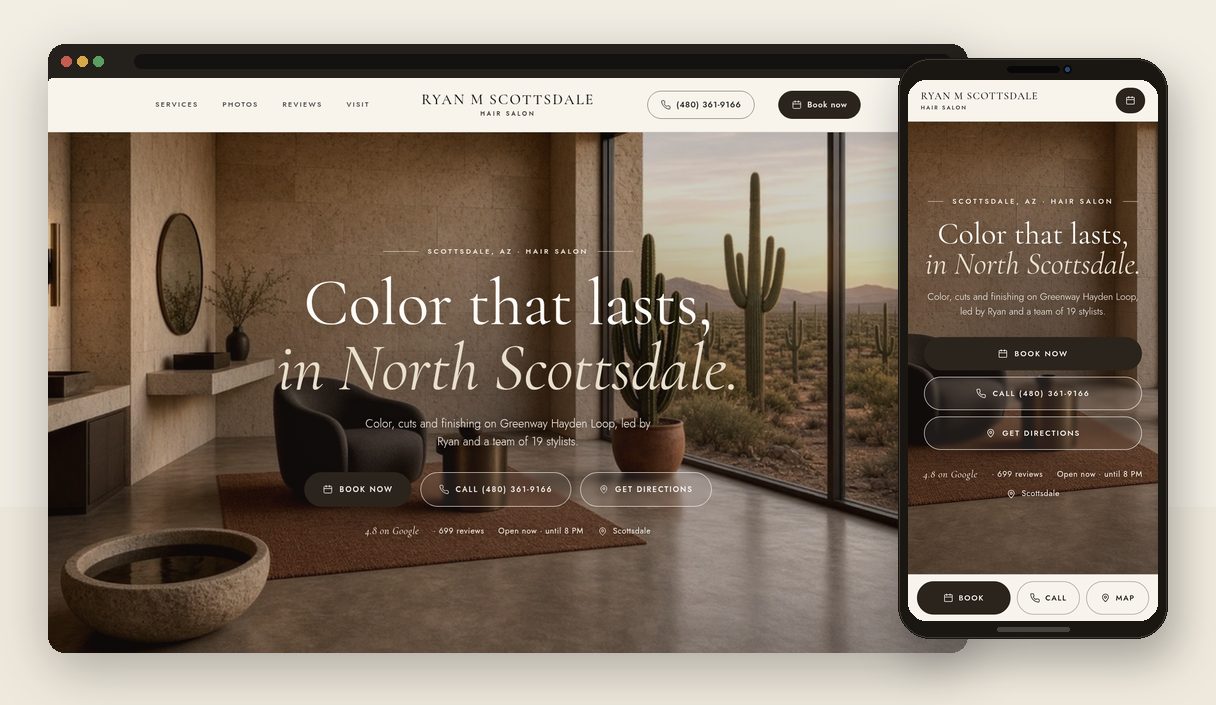 SERVICES PHOTOS REVIEWS VISIT
RYAN M SCOTTSDALE
HAIR SALON
(480) 361-9166
Book now
SCOTTSDALE, AZ · HAIR SALON
Color that lasts,
in North Scottsdale.
Color, cuts and finishing on Greenway Hayden Loop, led by
Ryan and a team of 19 stylists.
BOOK NOW CALL (480) 361-9166 GET DIRECTIONS
4.8 on Google · 699 reviews Open now · until 8 PM Scottsdale
RYAN M SCOTTSDALE
HAIR SALON
SCOTTSDALE, AZ · HAIR SALON
Color that lasts,
in North Scottsdale.
Color, cuts and finishing on Greenway Hayden Loop,
led by Ryan and a team of 19 stylists.
BOOK NOW
CALL (480) 361-9166
GET DIRECTIONS
4.8 on Google · 699 reviews Open now · until 8 PM
Scottsdale
BOOK CALL MAP